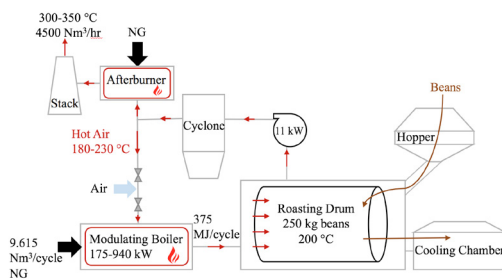 300-350 °C
4500 Nm³/hr
NG
Afterburner
Stack
Beans
Hot Air
180-230 °C
Cyclone
11 kW
Hopper
Air
Roasting Drum
250 kg beans
200 °C
375
MJ/cycle
9.615
Nm³/cycle
NG
Modulating Boiler
175-940 kW
Cooling Chamber